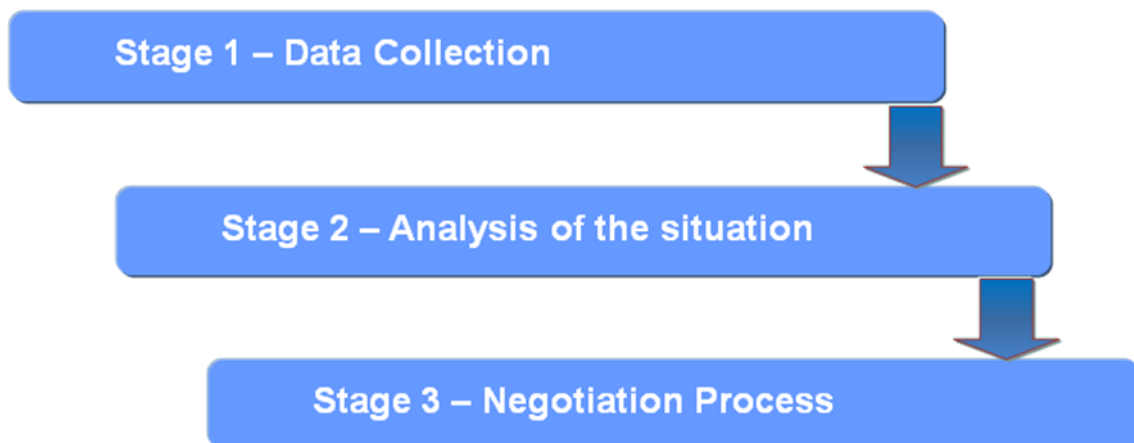 Stage 1 – Data Collection
Stage 2 – Analysis of the situation
Stage 3 – Negotiation Process